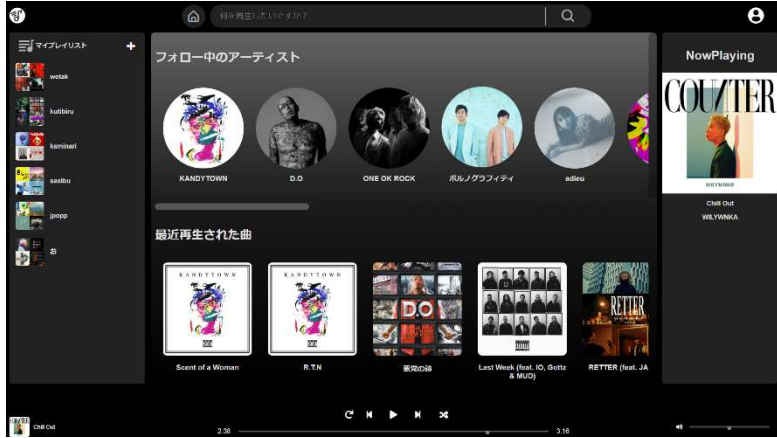 何を再生したいですか？
マイプレイリスト
wotak
kutibiru
kaminari
sasibu
jpopp
お
フォロー中のアーティスト
KANDYTOWN
D.O
ONE OK ROCK
ポルノグラフィティ
adieu
最近再生された曲
KANDYTOWN
KANDYTOWN
D.O
RETTER
Scent of a Woman
R.T.N
悪党の詩
Last Week (feat. IO, Gottz
& MUD)
RETTER (feat. JA
NowPlaying
COUNTER
Chill Out
WILYWNKA
Chill Out
2.38
3.16